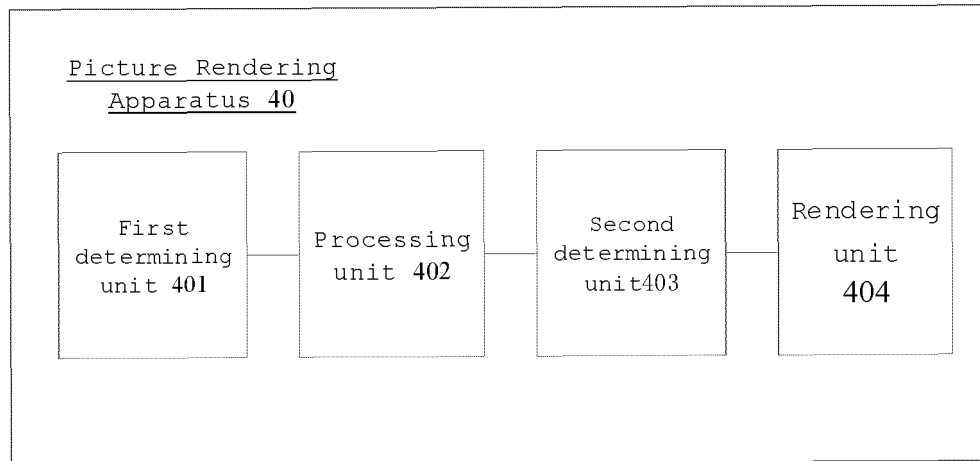 Picture Rendering
Apparatus 40
First
determining
unit 401
Processing
unit 402
Second
determining
unit403
Rendering
unit
404